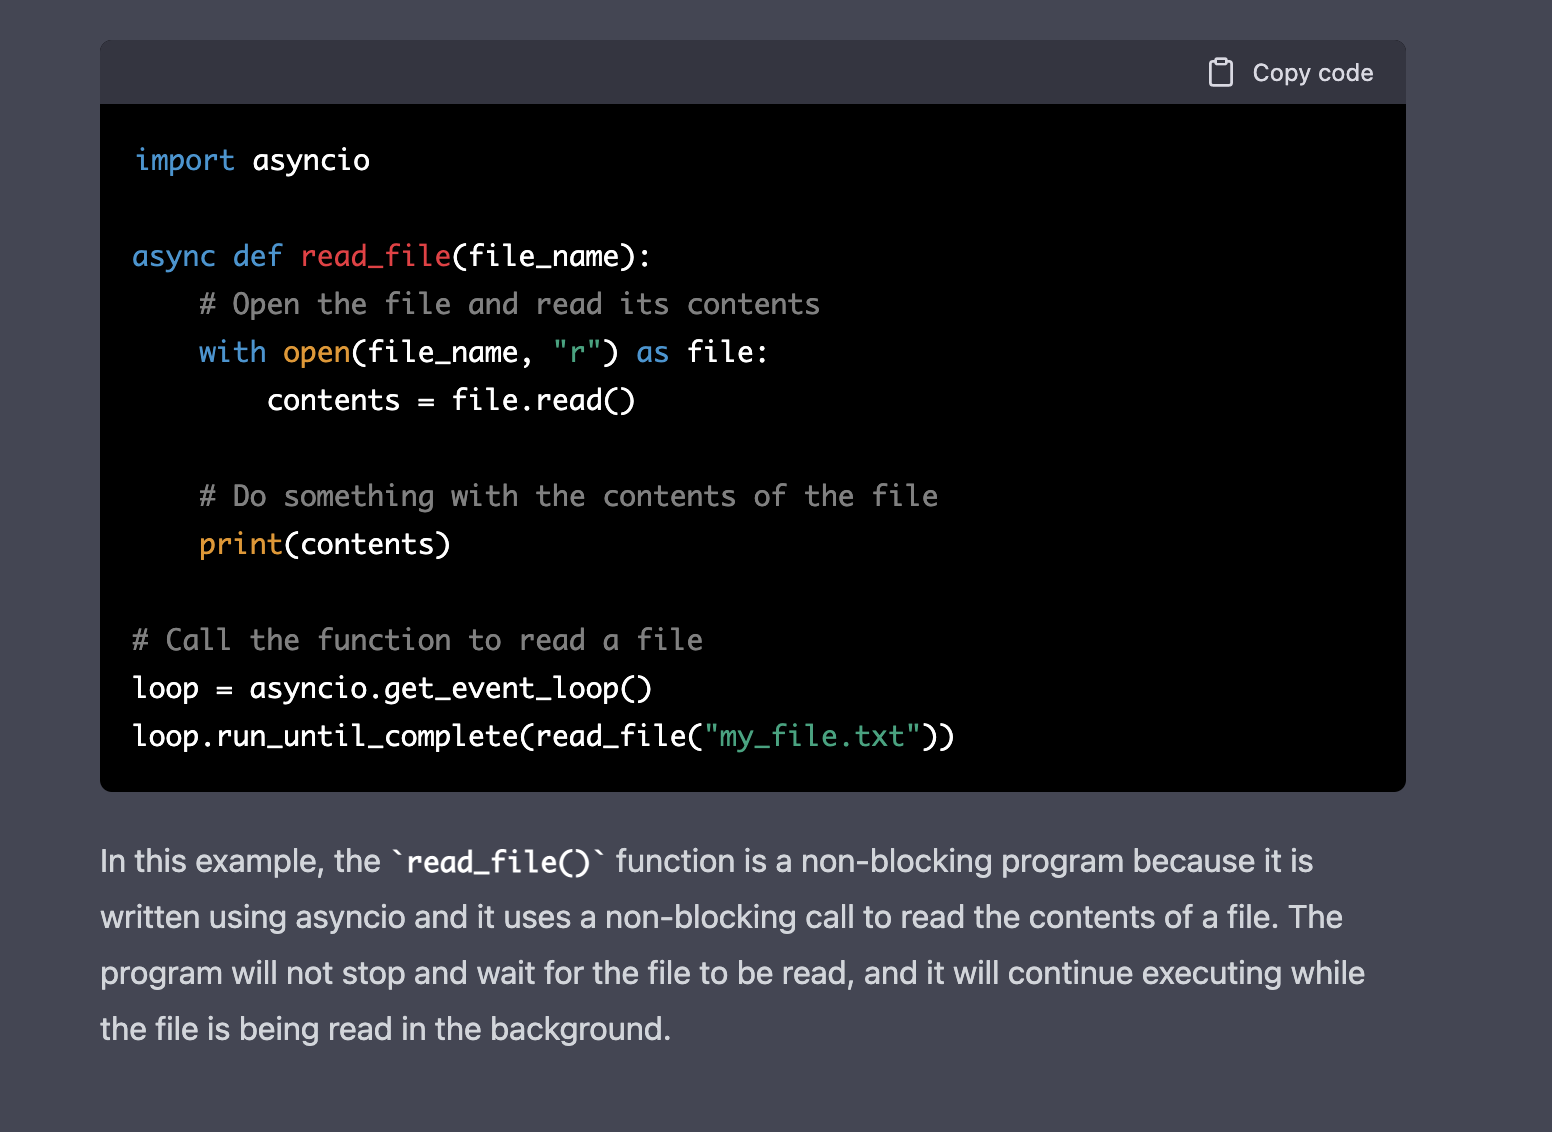 Copy code
import asyncio
async def read_file(file_name):
    # Open the file and read its contents
    with open(file_name, "r") as file:
        contents = file.read()
    # Do something with the contents of the file
    print(contents)
# Call the function to read a file
loop = asyncio.get_event_loop()
loop.run_until_complete(read_file("my_file.txt"))
In this example, the `read_file()` function is a non-blocking program because it is
written using asyncio and it uses a non-blocking call to read the contents of a file. The
program will not stop and wait for the file to be read, and it will continue executing while
the file is being read in the background.